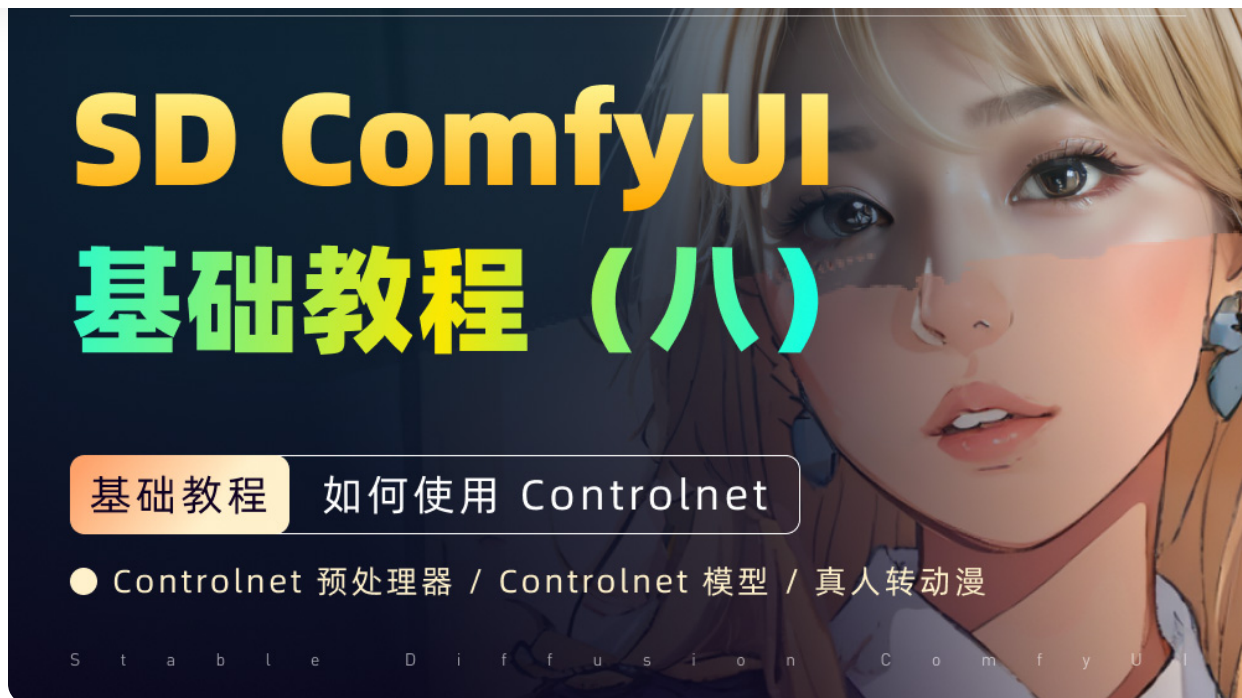 SD ComfyUI
基础教程（八）
基础教程 如何使用 Controlnet
Controlnet 预处理器 / Controlnet 模型 / 真人转动漫
Stable Diffusion ComfyUI